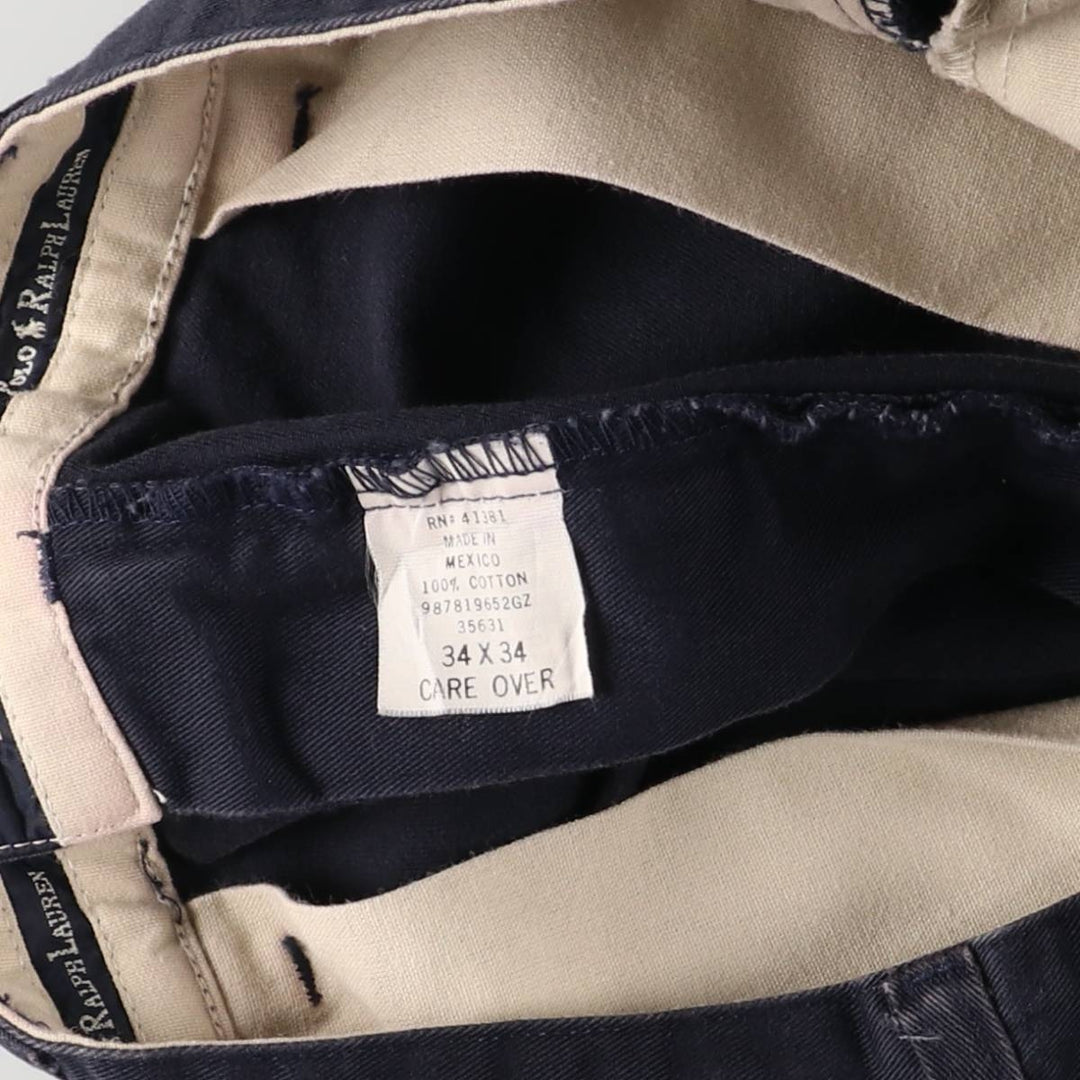 POLO RALPH LAUREN
RN# 41381
MADE IN
MEXICO
100% COTTON
987819652GZ
35631
34 X 34
CARE OVER
RALPH LAUREN